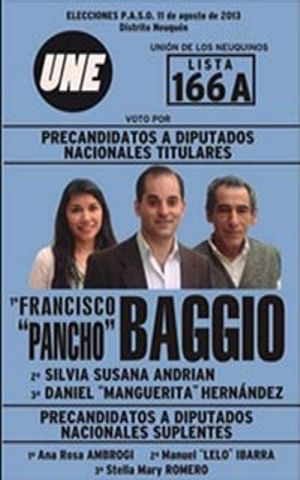 ELECCIONES P.A.S.O. 11 de agosto de 2013
Distrito Neuquén
UNE
UNIÓN DE LOS NEUQUINOS
LISTA
166 A
VOTO POR
PRECANDIDATOS A DIPUTADOS
NACIONALES TITULARES
1º FRANCISCO
"PANCHO" BAGGIO
2º SILVIA SUSANA ANDRIAN
3º DANIEL "MANGUERITA" HERNÁNDEZ
PRECANDIDATOS A DIPUTADOS
NACIONALES SUPLENTES
1º Ana Rosa AMBROGI 2º Manuel "LELO" IBARRA
3º Stella Mary ROMERO